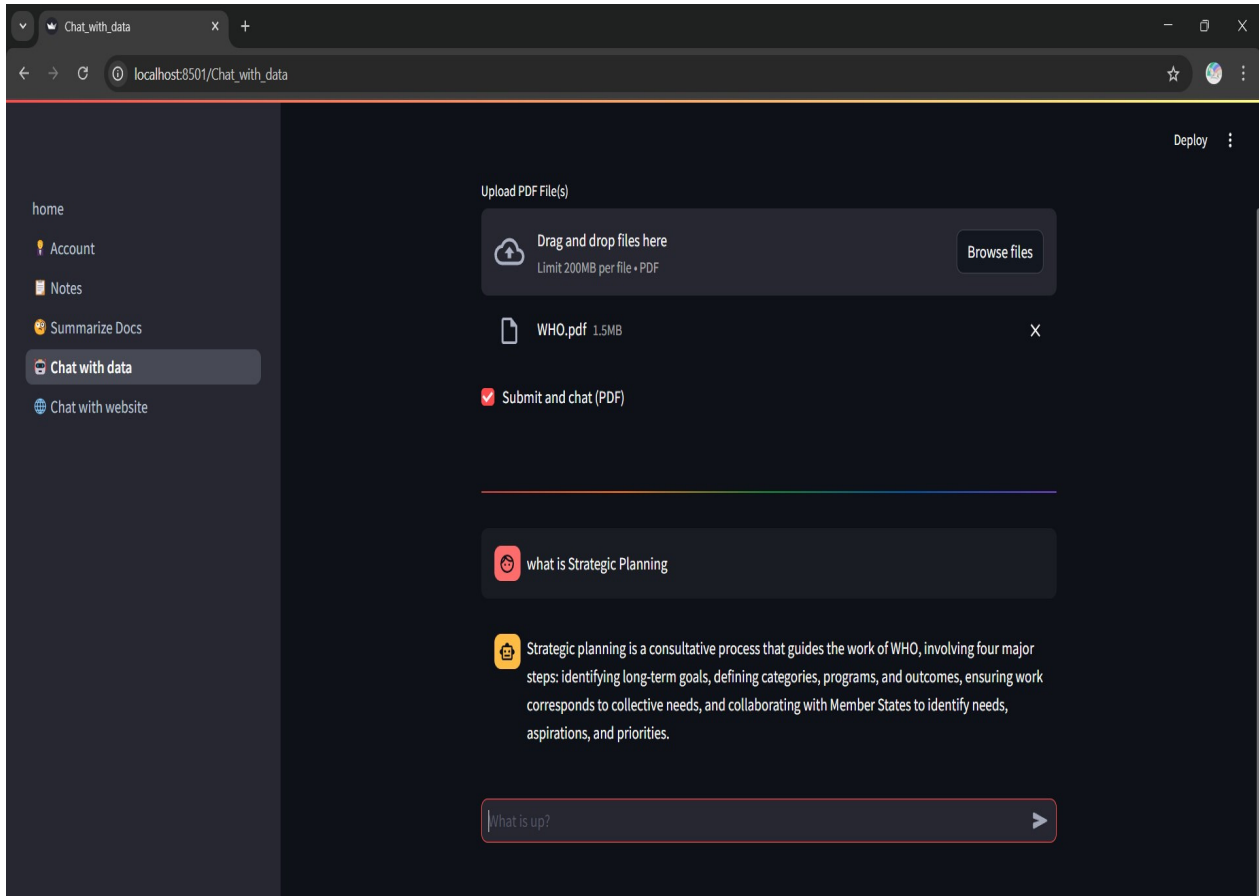 Chat_with_data
localhost:8501/Chat_with_data
Deploy
home
Account
Notes
Summarize Docs
Chat with data
Chat with website
Upload PDF File(s)
Drag and drop files here
Limit 200MB per file • PDF
Browse files
WHO.pdf 1.5MB
Submit and chat (PDF)
what is Strategic Planning
Strategic planning is a consultative process that guides the work of WHO, involving four major
steps: identifying long-term goals, defining categories, programs, and outcomes, ensuring work
corresponds to collective needs, and collaborating with Member States to identify needs,
aspirations, and priorities.
What is up?